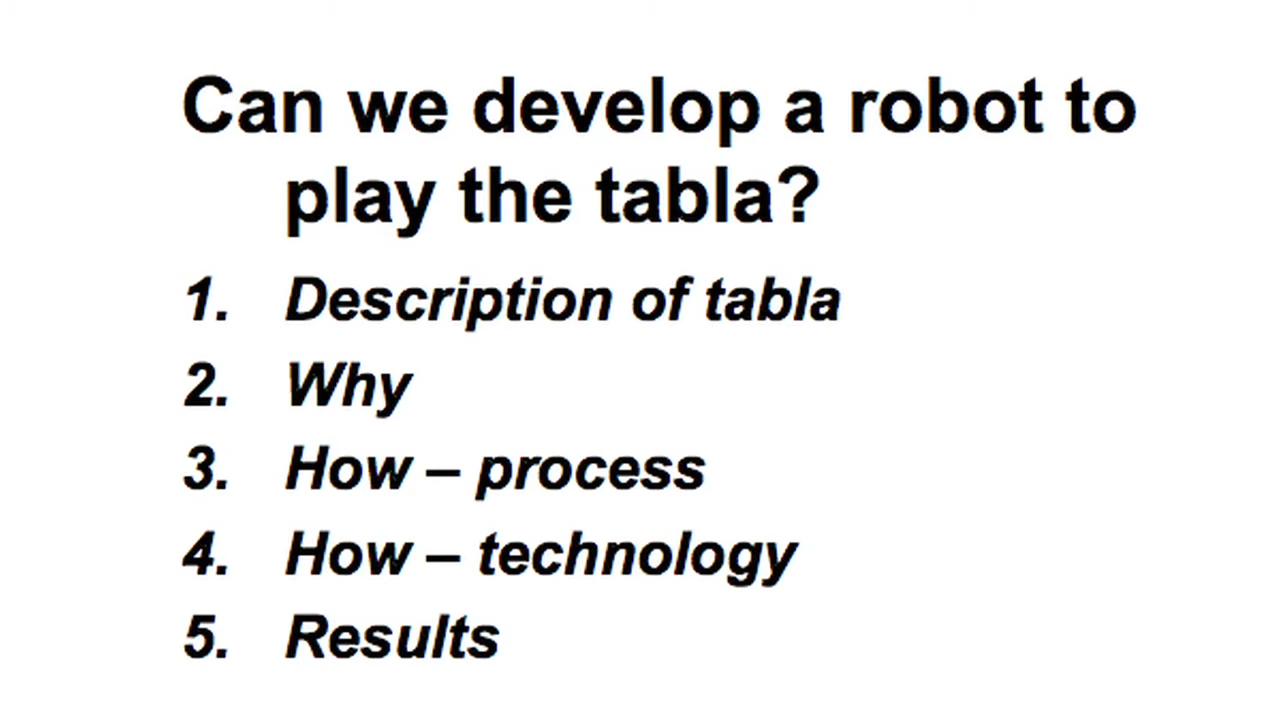 Can we develop a robot to
play the tabla?
1. Description of tabla
2. Why
3. How – process
4. How – technology
5. Results